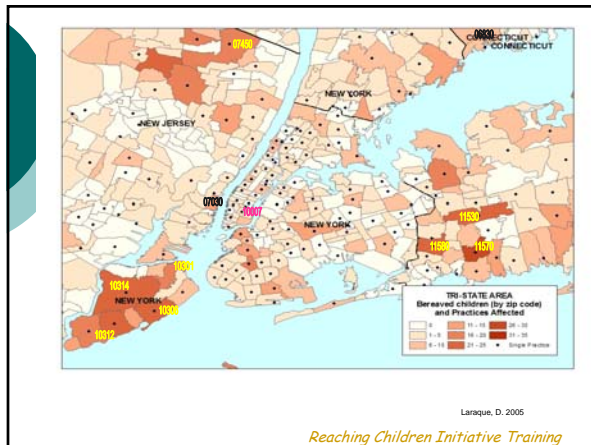 07450
06830
CONNECTICUT
CONNECTICUT
NEW YORK
NEW JERSEY
07030
10007
NEW YORK
11530
11580
11570
10301
10314
NEW YORK
10312
TRI-STATE AREA
Bereaved children (by zip code)
and Practices Affected
0
1 - 5
6 - 10
11 - 15
16 - 20
21 - 25
26 - 30
31 - 35
Single Practice
Laraque, D. 2005
Reaching Children Initiative Training